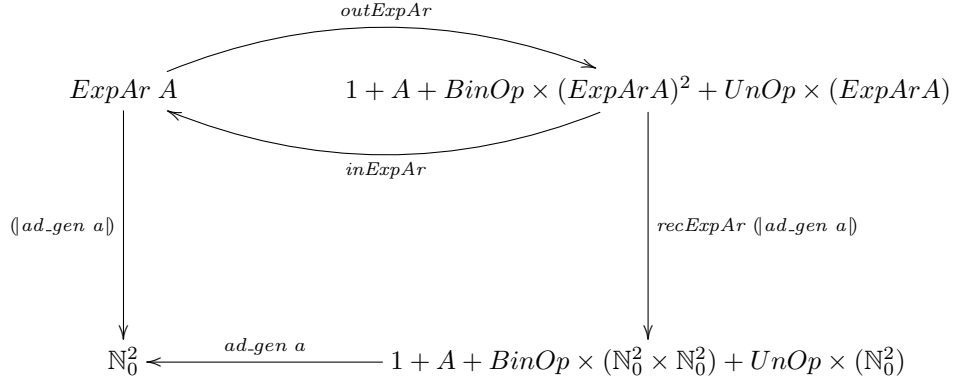 outExpAr
ExpAr A
1 + A + BinOp × (ExpArA)² + UnOp × (ExpArA)
inExpAr
⦇ad_gen a⦈
recExpAr ⦇ad_gen a⦈
ℕ₀²
ad_gen a
1 + A + BinOp × (ℕ₀² × ℕ₀²) + UnOp × (ℕ₀²)